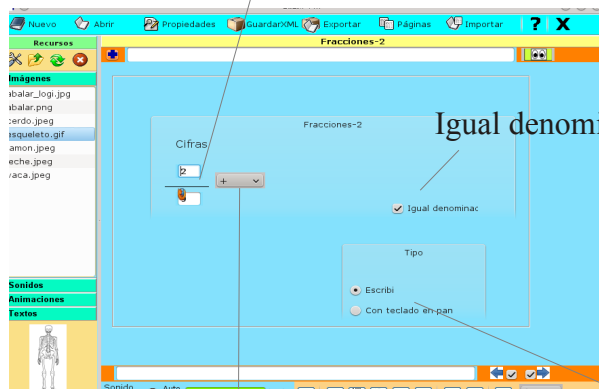 Nuevo Abrir Propiedades GuardarXML Exportar Páginas Importar ? X
Recursos
Fracciones-2
Imágenes
abalar_logi.jpg
abalar.png
cerdo.jpeg
esqueleto.gif
jamon.jpeg
leche.jpeg
vaca.jpeg
Fracciones-2
Igual denomi
Cifras
2
+
Igual denominac
Tipo
Escribi
Con teclado en pan
Sonidos
Animaciones
Textos
Sonido Auto